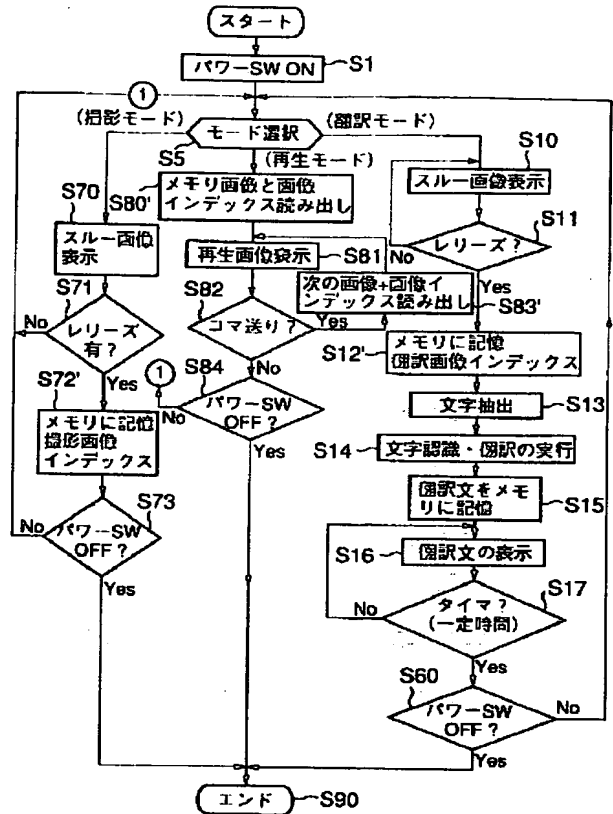 スタート
パワーSW ON
S1
1
(撮影モード)
モード選択
(翻訳モード)
S5
(再生モード)
S10
スルー画像表示
S80'
メモリ画像と画像
インデックス読み出し
S70
スルー画像
表示
S11
レリーズ?
No
Yes
再生画像表示
S81
次の画像+画像イ
ンデックス読み出し
S83'
S71
レリーズ
有?
No
Yes
S82
コマ送り?
Yes
No
S12'
メモリに記憶
翻訳画像インデックス
1
S84
パワーSW
OFF?
No
Yes
S72'
メモリに記憶
撮影画像
インデックス
文字抽出
S13
S14
文字認識・翻訳の実行
翻訳文をメモ
リに記憶
S15
S73
パワーSW
OFF?
No
Yes
S16
翻訳文の表示
タイマ?
(一定時間)
S17
No
Yes
S60
パワーSW
OFF?
No
Yes
エンド
S90